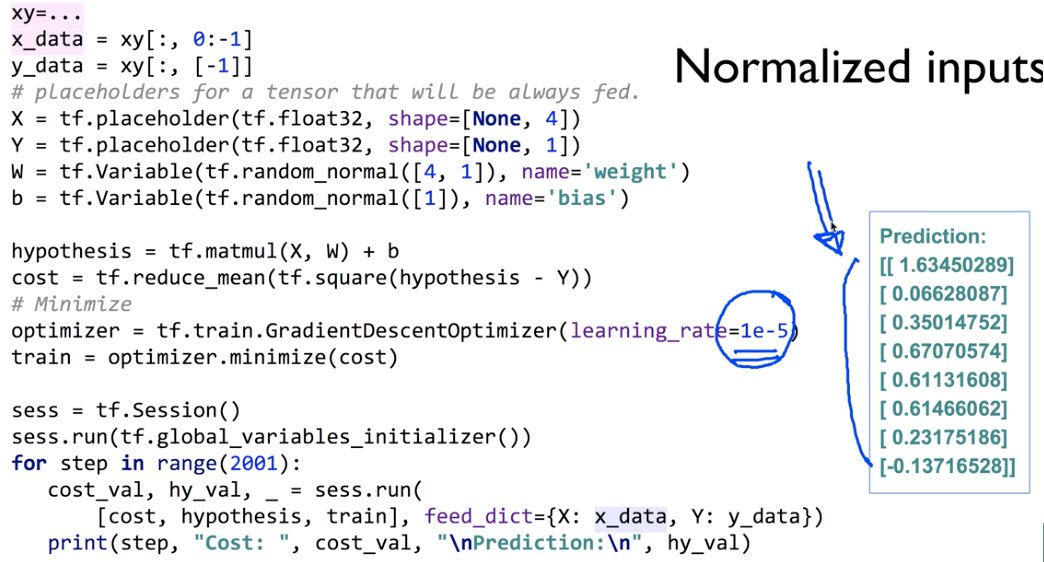 xy=...
x_data = xy[:, 0:-1]
y_data = xy[:, [-1]]
# placeholders for a tensor that will be always fed.
X = tf.placeholder(tf.float32, shape=[None, 4])
Y = tf.placeholder(tf.float32, shape=[None, 1])
W = tf.Variable(tf.random_normal([4, 1]), name='weight')
b = tf.Variable(tf.random_normal([1]), name='bias')
hypothesis = tf.matmul(X, W) + b
cost = tf.reduce_mean(tf.square(hypothesis - Y))
# Minimize
optimizer = tf.train.GradientDescentOptimizer(learning_rate=1e-5)
train = optimizer.minimize(cost)
sess = tf.Session()
sess.run(tf.global_variables_initializer())
for step in range(2001):
cost_val, hy_val, _ = sess.run(
[cost, hypothesis, train], feed_dict={X: x_data, Y: y_data})
print(step, "Cost: ", cost_val, "\nPrediction:\n", hy_val)
Normalized inputs
Prediction:
[[ 1.63450289]
[ 0.06628087]
[ 0.35014752]
[ 0.67070574]
[ 0.61131608]
[ 0.61466062]
[ 0.23175186]
[-0.13716528]]